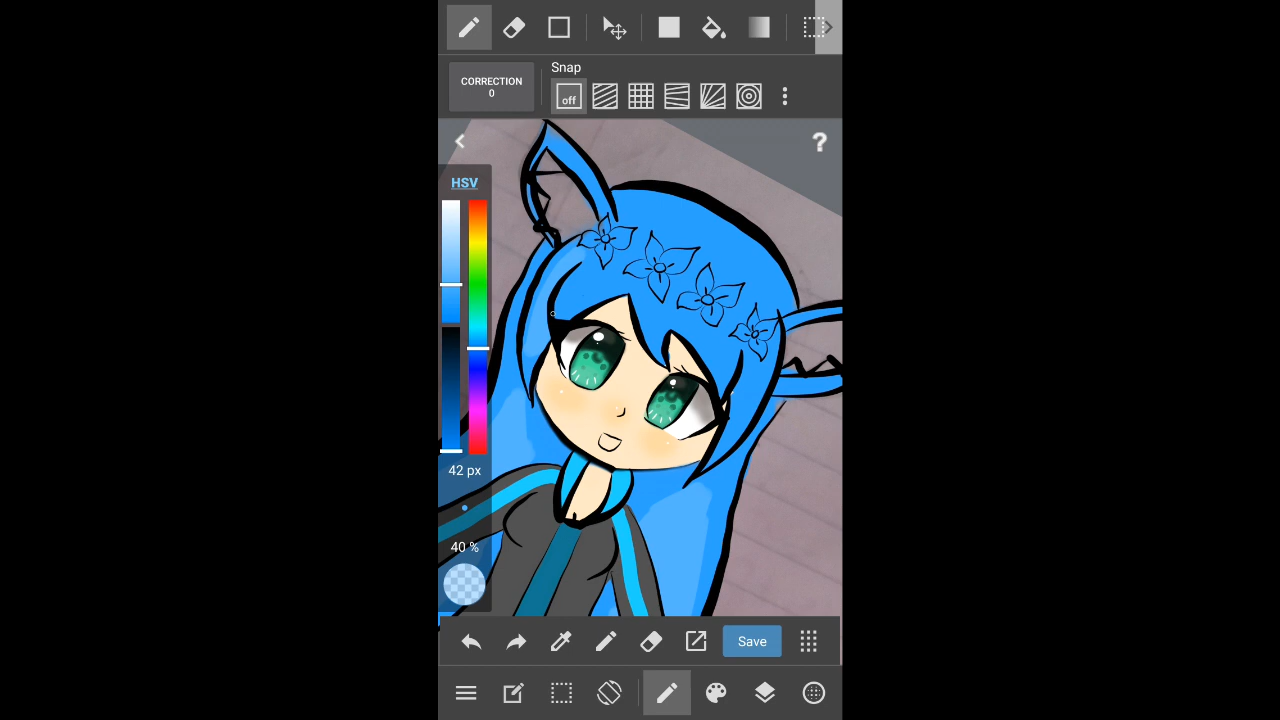 CORRECTION
0
Snap
off
?
HSV
42 px
40 %
Save